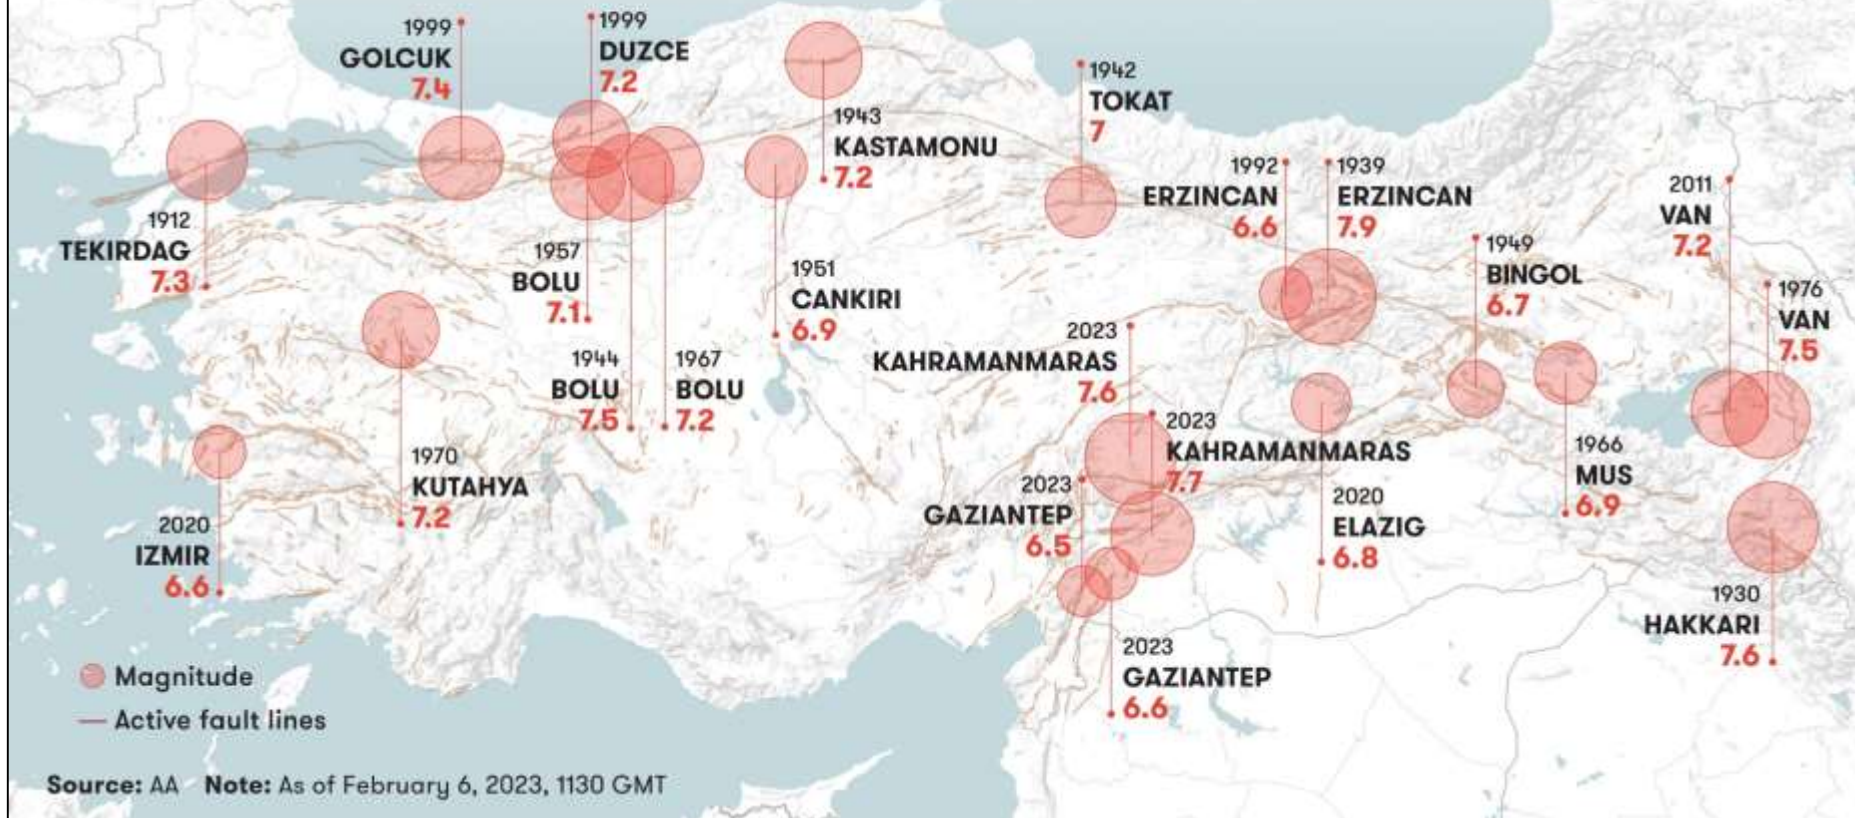 1999
GOLCUK
7.4
1999
DUZCE
7.2
1943
KASTAMONU
7.2
1942
TOKAT
7
1992
ERZINCAN
6.6
1939
ERZINCAN
7.9
2011
VAN
7.2
1912
TEKIRDAG
7.3
1957
BOLU
7.1
1951
CANKIRI
6.9
1949
BINGOL
6.7
1976
VAN
7.5
1944
BOLU
7.5
1967
BOLU
7.2
2023
KAHRAMANMARAS
7.6
2023
KAHRAMANMARAS
7.7
1970
KUTAHYA
7.2
2023
GAZIANTEP
6.5
2020
ELAZIG
6.8
1966
MUS
6.9
2020
IZMIR
6.6
2023
GAZIANTEP
6.6
1930
HAKKARI
7.6
Magnitude
Active fault lines
Source: AA Note: As of February 6, 2023, 1130 GMT